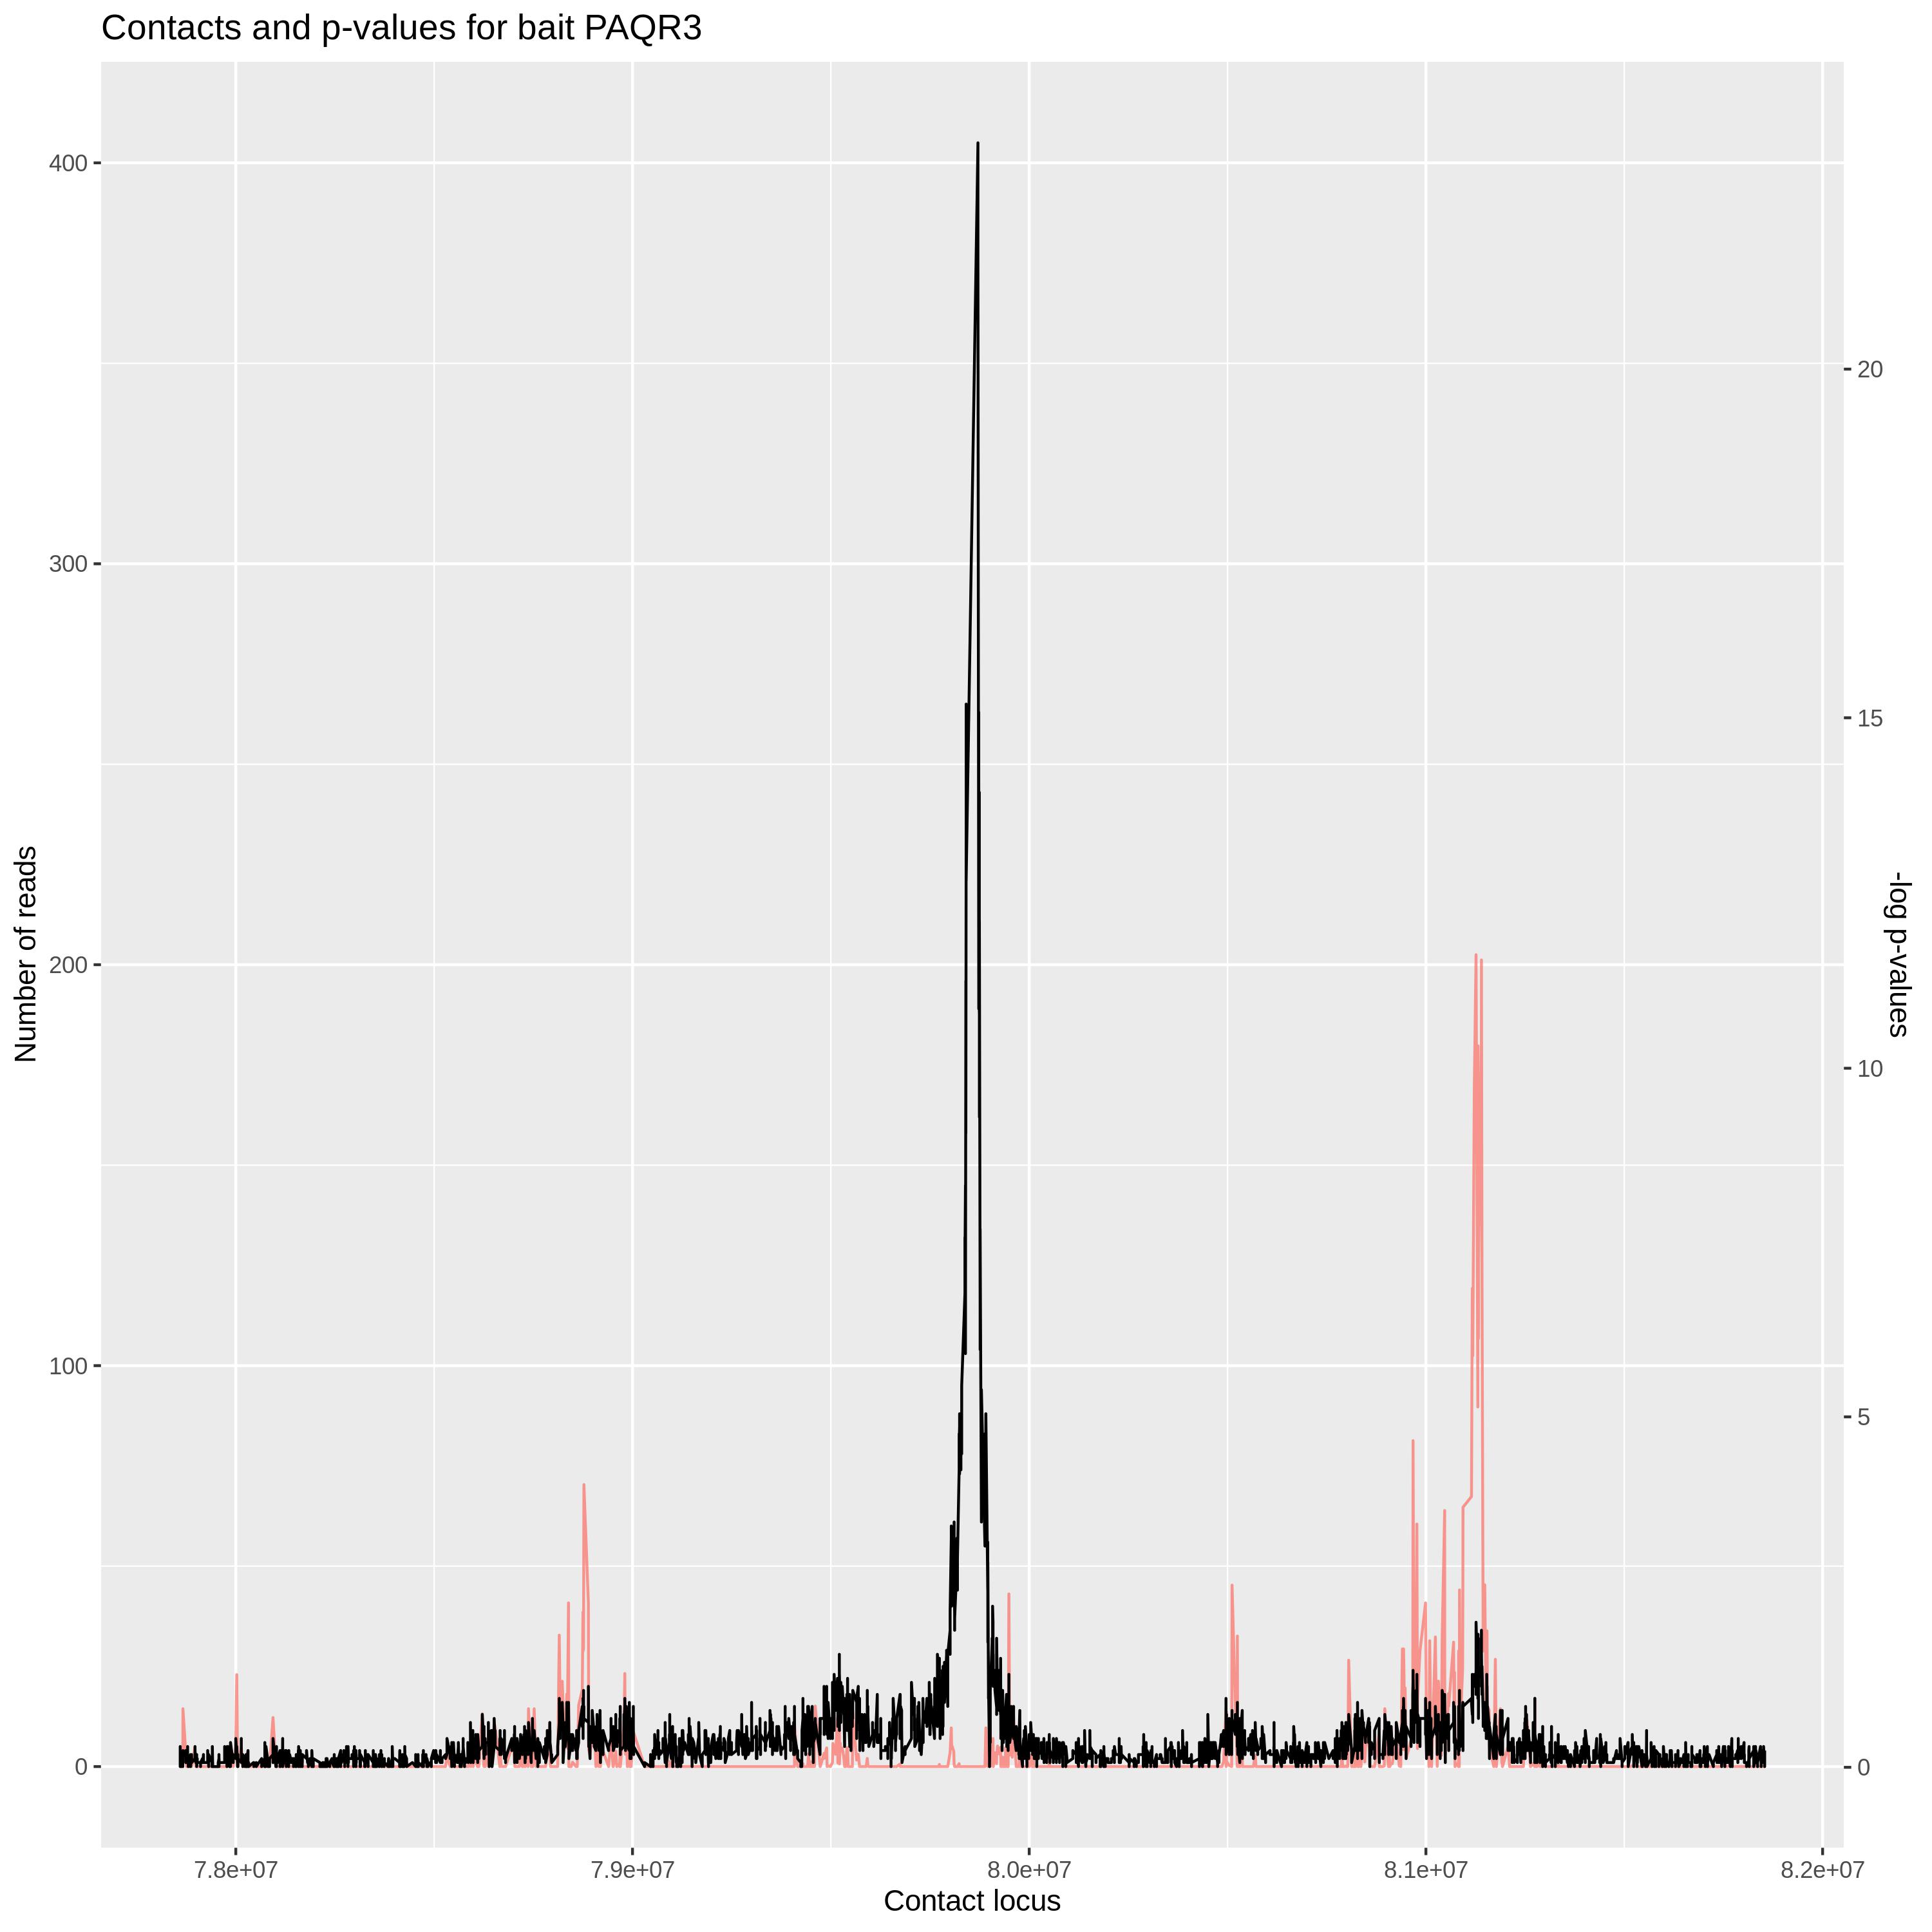 Contacts and p-values for bait PAQR3
400
300
200
100
0
Number of reads
20
15
10
5
0
-log p-values
7.8e+07 7.9e+07 8.0e+07 8.1e+07 8.2e+07
Contact locus